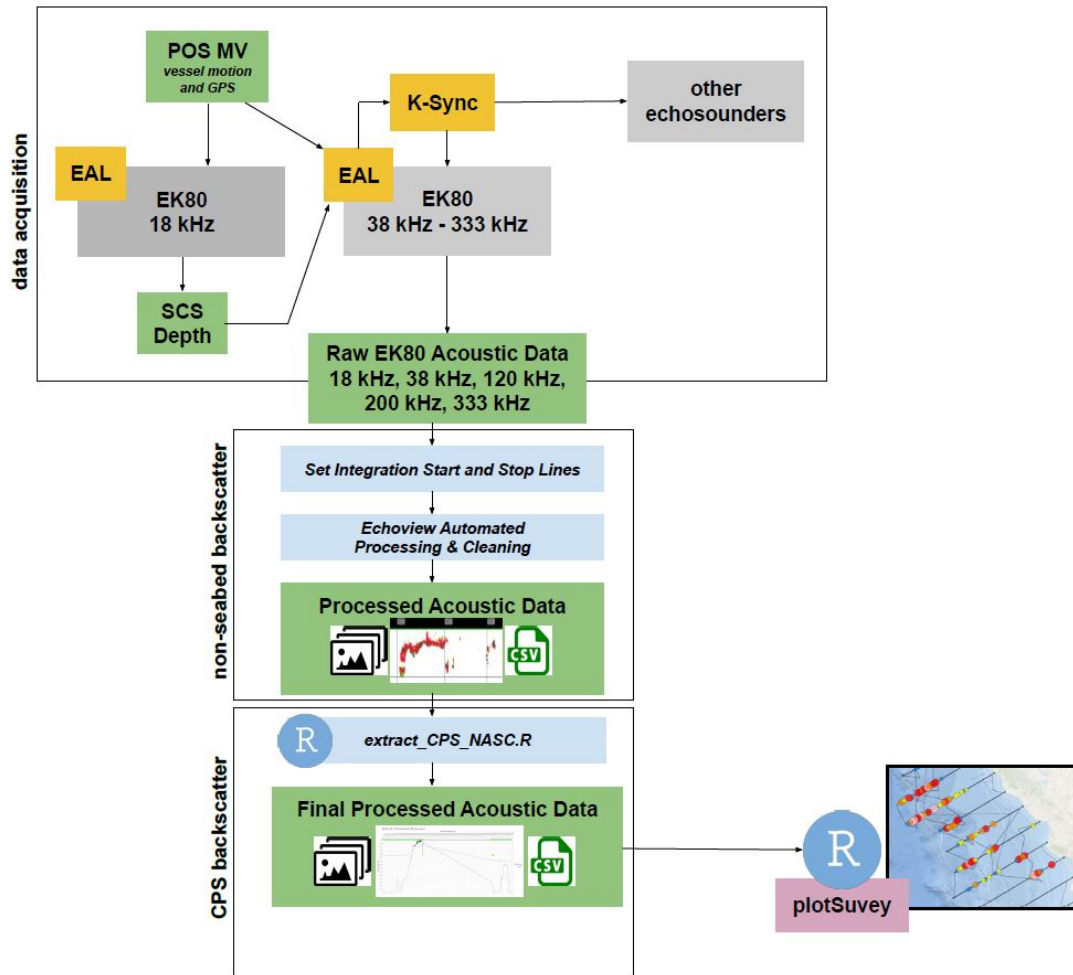 data acquisition
POS MV
vessel motion
and GPS
K-Sync
other
echosounders
EAL
EK80
18 kHz
EAL
EK80
38 kHz - 333 kHz
SCS
Depth
Raw EK80 Acoustic Data
18 kHz, 38 kHz, 120 kHz,
200 kHz, 333 kHz
non-seabed backscatter
Set Integration Start and Stop Lines
Echoview Automated
Processing & Cleaning
Processed Acoustic Data
CSV
CPS backscatter
R
extract_CPS_NASC.R
Final Processed Acoustic Data
CSV
R
plotSuvey